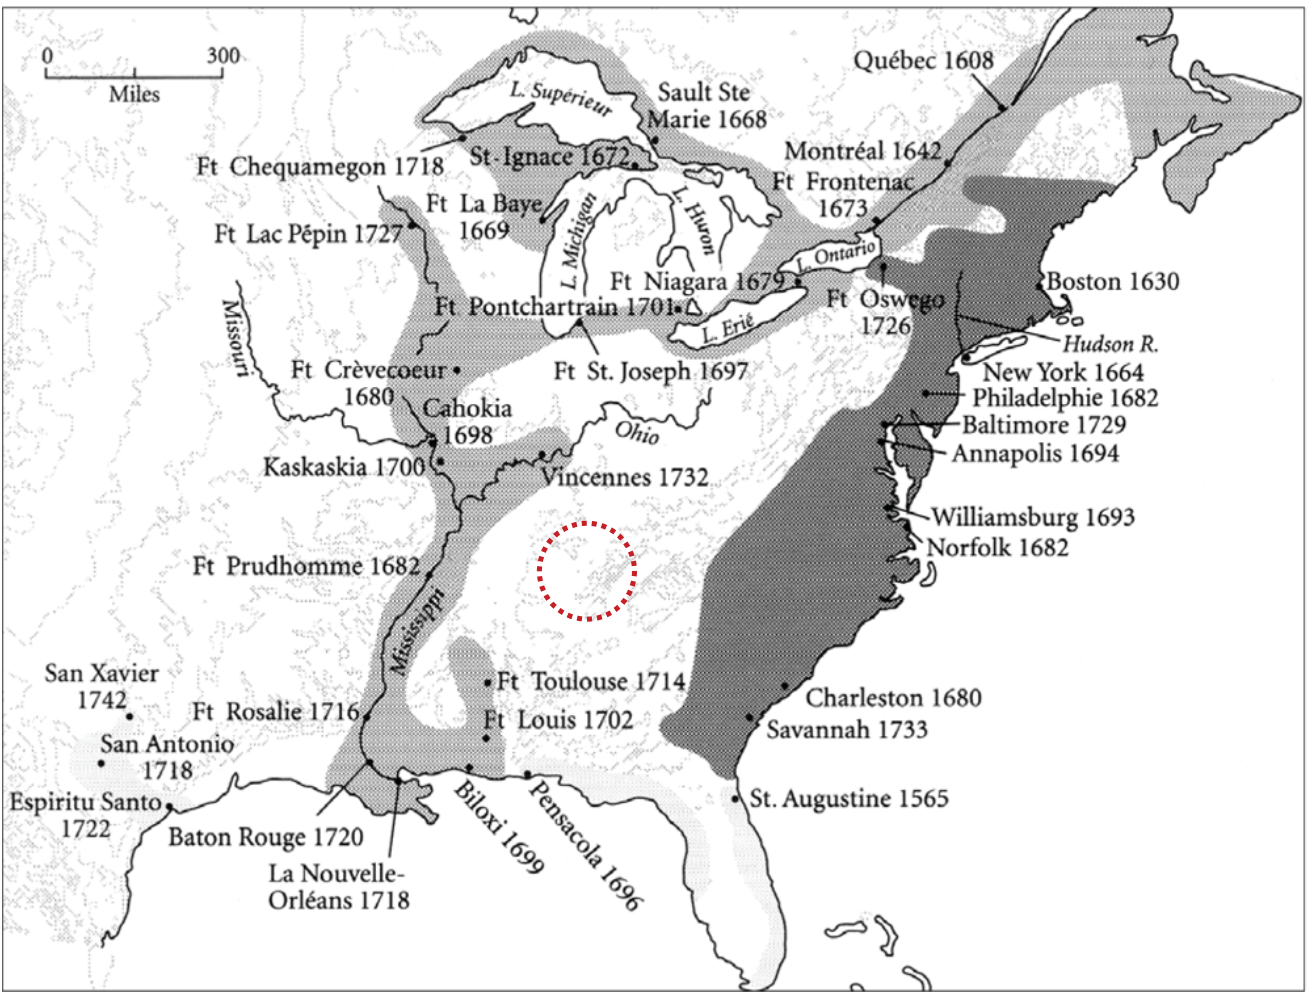 0
300
Miles
Québec 1608
L. Supérieur
Sault Ste
Marie 1668
Ft Chequamegon 1718
St-Ignace 1672
Montréal 1642
Ft Frontenac
1673
Ft La Baye
1669
L. Michigan
L. Huron
Ft Lac Pépin 1727
L. Ontario
Ft Niagara 1679
Boston 1630
Missouri
Ft Pontchartrain 1701
Ft Oswego
1726
L. Erié
Hudson R.
Ft Crèvecoeur
1680
Ft St. Joseph 1697
New York 1664
Philadelphie 1682
Cahokia
1698
Ohio
Baltimore 1729
Annapolis 1694
Kaskaskia 1700
Vincennes 1732
Williamsburg 1693
Norfolk 1682
Ft Prudhomme 1682
Mississippi
San Xavier
1742
Ft Toulouse 1714
Charleston 1680
Ft Rosalie 1716
Ft Louis 1702
Savannah 1733
San Antonio
1718
Espiritu Santo
1722
St. Augustine 1565
Baton Rouge 1720
Biloxi 1699
Pensacola 1696
La Nouvelle-
Orléans 1718